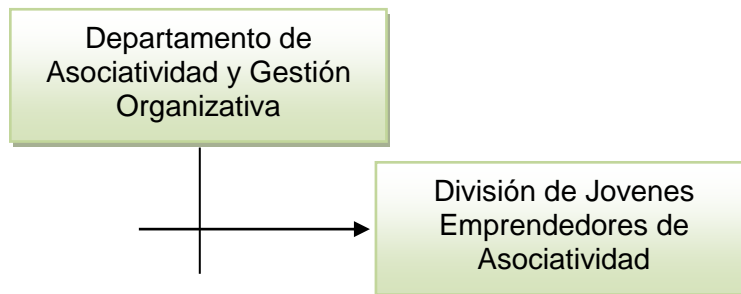 Departamento de
Asociatividad y Gestión
Organizativa
División de Jovenes
Emprendedores de
Asociatividad